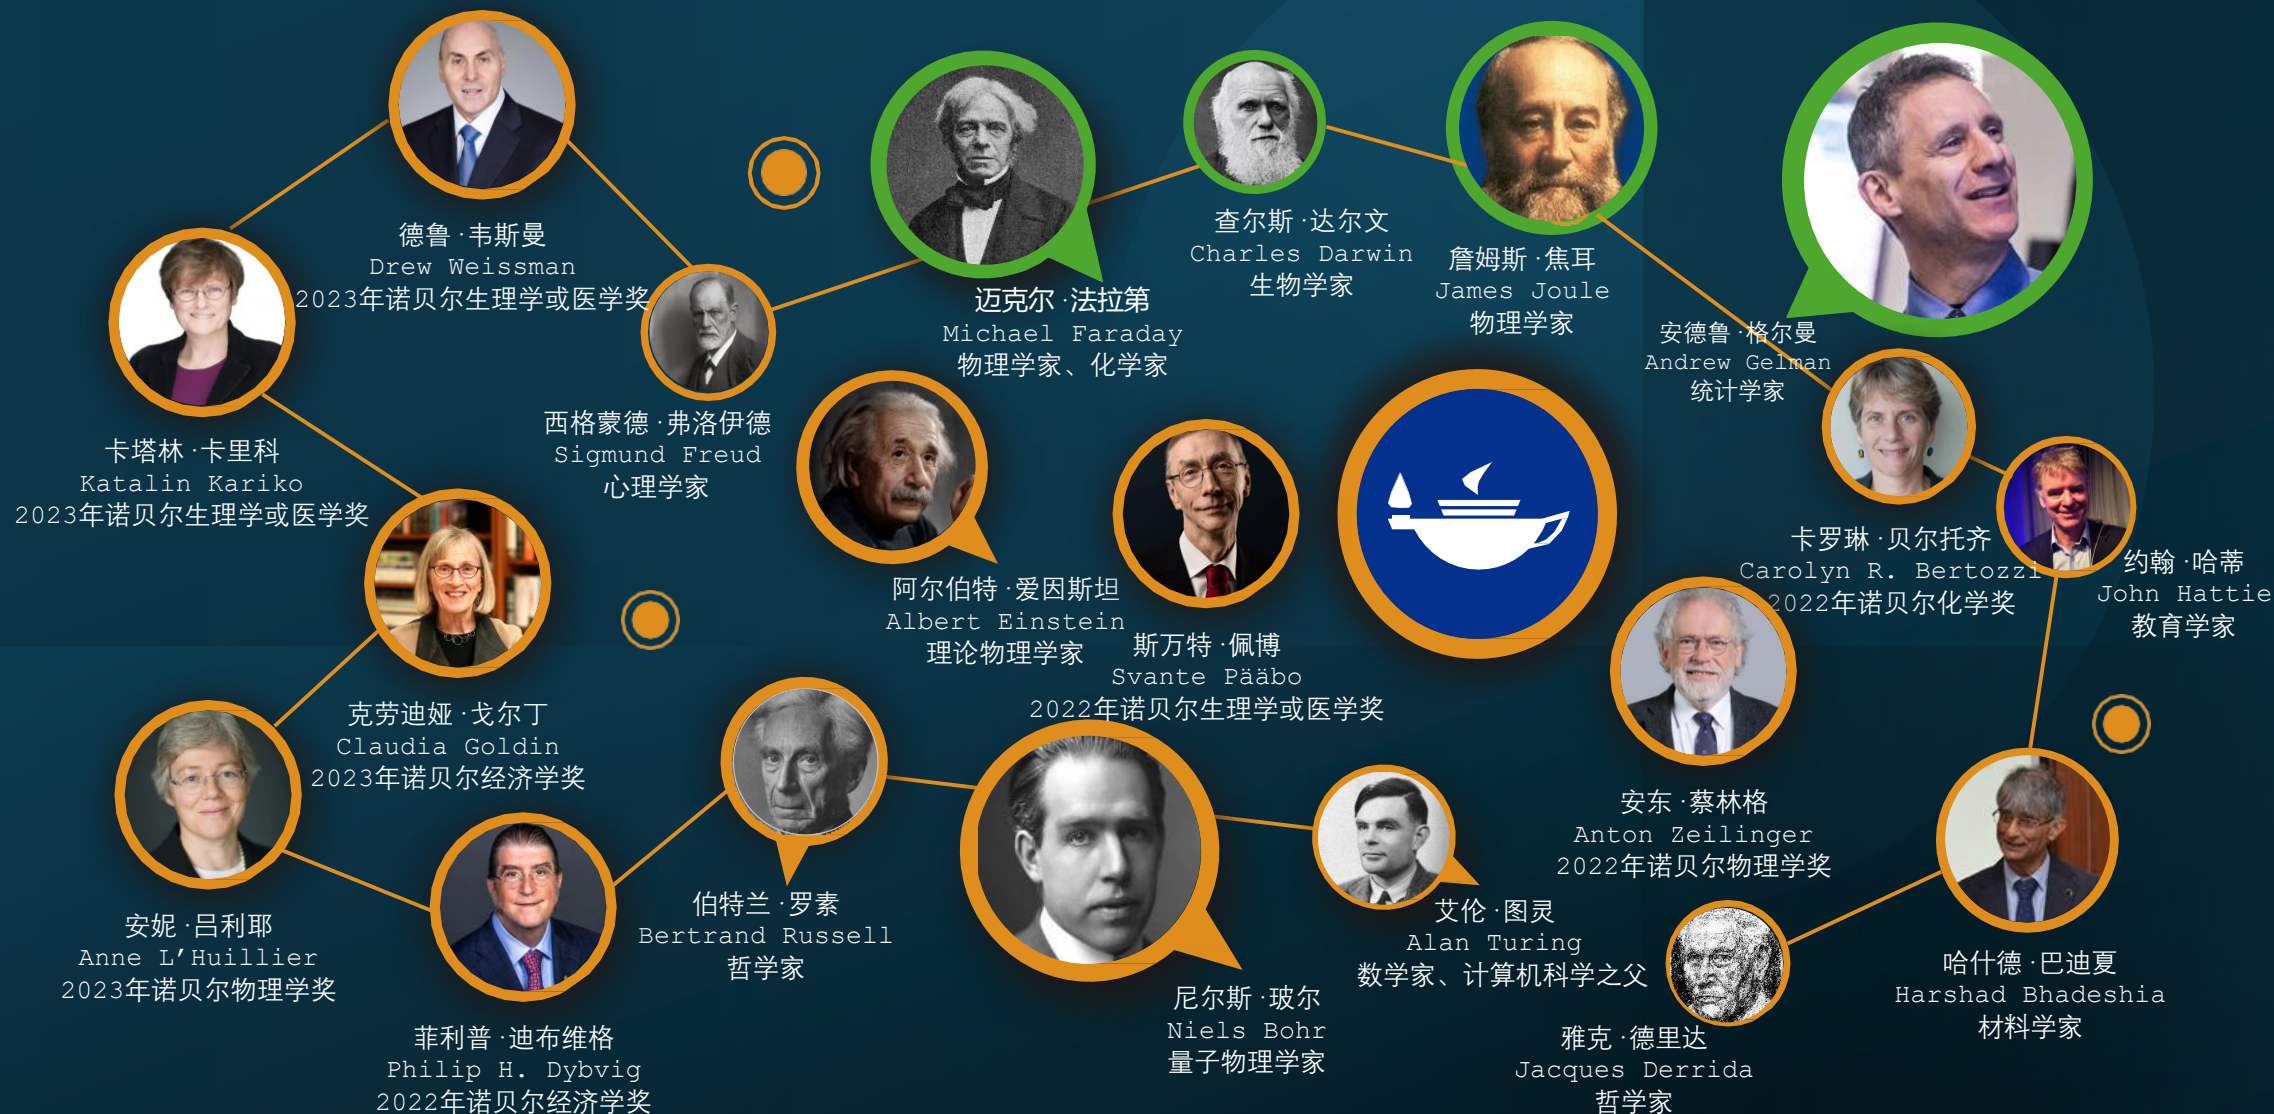 德鲁·韦斯曼
Drew Weissman
2023年诺贝尔生理学或医学奖
查尔斯·达尔文
Charles Darwin
生物学家
詹姆斯·焦耳
James Joule
物理学家
迈克尔·法拉第
Michael Faraday
物理学家、化学家
安德鲁·格尔曼
Andrew Gelman
统计学家
卡塔林·卡里科
Katalin Kariko
2023年诺贝尔生理学或医学奖
西格蒙德·弗洛伊德
Sigmund Freud
心理学家
阿尔伯特·爱因斯坦
Albert Einstein
理论物理学家
斯万特·佩博
Svante Pääbo
2022年诺贝尔生理学或医学奖
卡罗琳·贝尔托齐
Carolyn R. Bertozzi
2022年诺贝尔化学奖
约翰·哈蒂
John Hattie
教育学家
克劳迪娅·戈尔丁
Claudia Goldin
2023年诺贝尔经济学奖
安东·蔡林格
Anton Zeilinger
2022年诺贝尔物理学奖
安妮·吕利耶
Anne L’Huillier
2023年诺贝尔物理学奖
伯特兰·罗素
Bertrand Russell
哲学家
艾伦·图灵
Alan Turing
数学家、计算机科学之父
哈什德·巴迪夏
Harshad Bhadeshia
材料学家
尼尔斯·玻尔
Niels Bohr
量子物理学家
菲利普·迪布维格
Philip H. Dybvig
2022年诺贝尔经济学奖
雅克·德里达
Jacques Derrida
哲学家